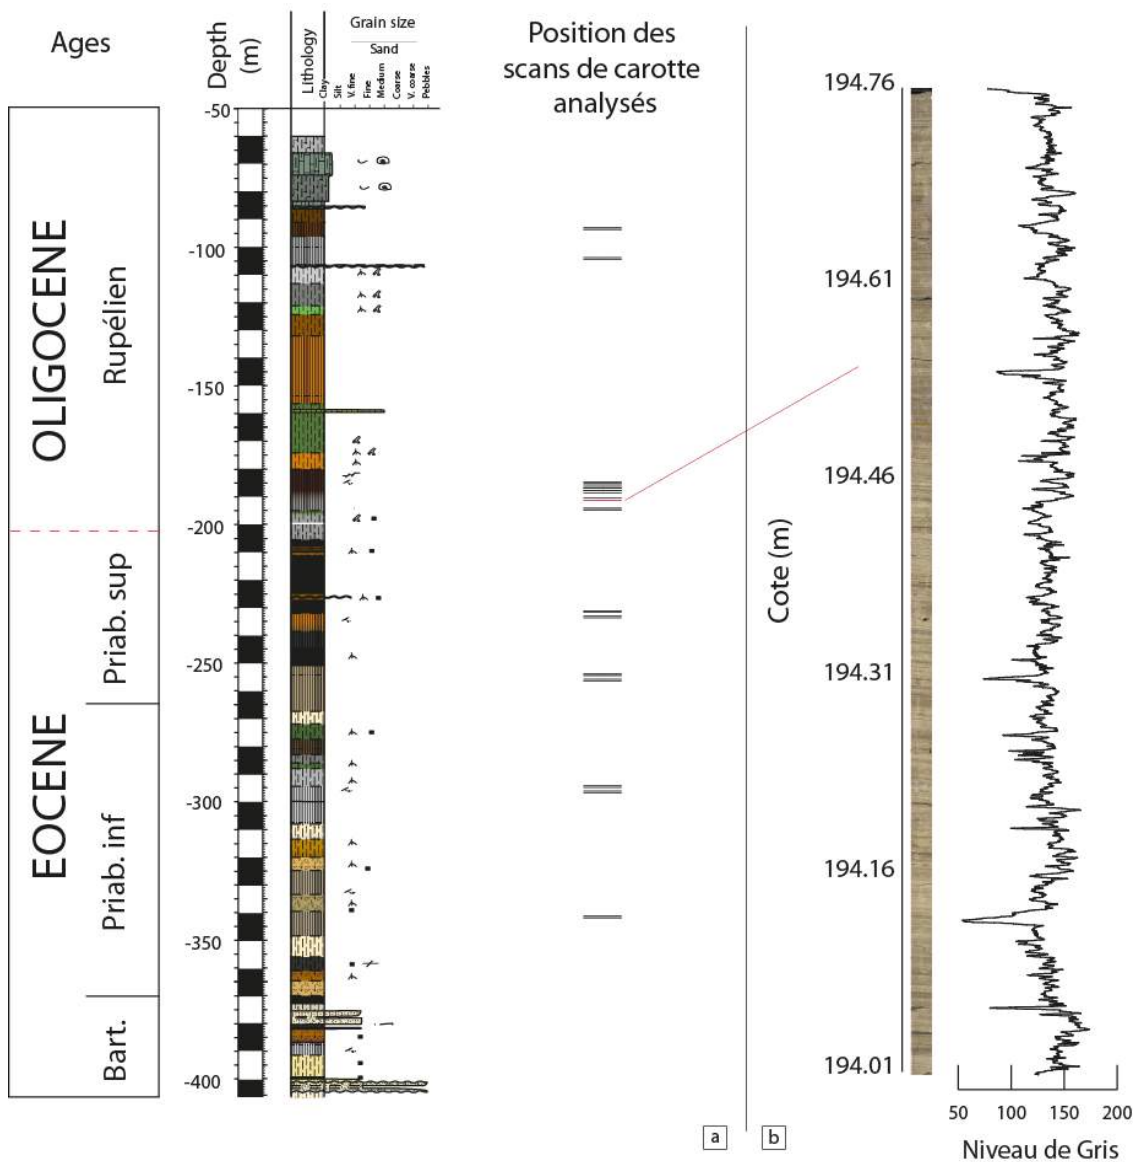 Ages
Depth
(m)
Lithology
Grain size
Sand
Clay
Silt
V. fine
Fine
Medium
Coarse
V. coarse
Pebbles
Position des
scans de carotte
analysés
-50
-100
-150
-200
-250
-300
-350
-400
OLIGOCENE
Rupélien
EOCENE
Priab. sup
Priab. inf
Bart.
a
b
Cote (m)
194.76
194.61
194.46
194.31
194.16
194.01
50 100 150 200
Niveau de Gris